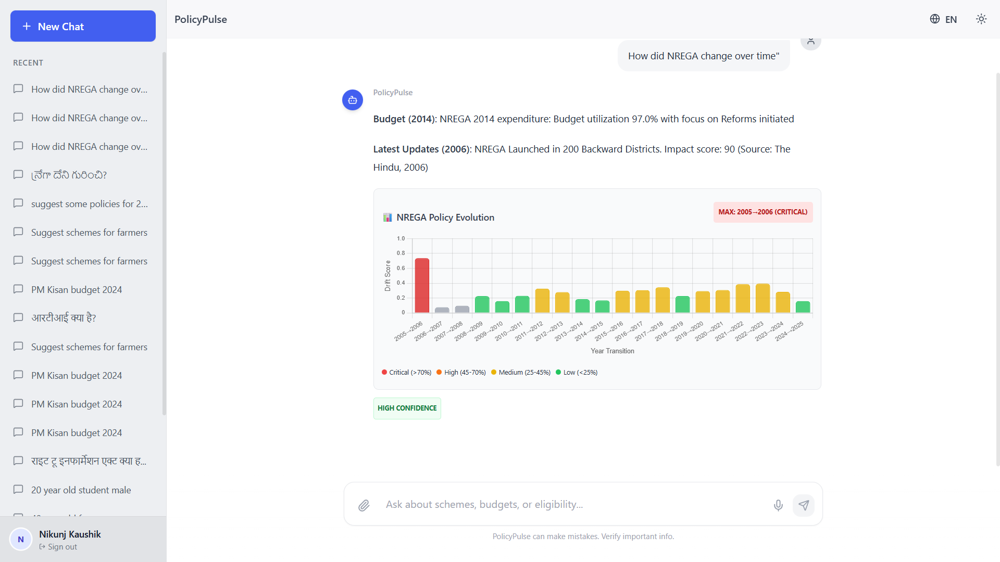 New Chat
RECENT
How did NREGA change ov...
How did NREGA change ov...
How did NREGA change ov...
న్రేగా దేని గురించి?
suggest some policies for 2...
Suggest schemes for farmers
Suggest schemes for farmers
PM Kisan budget 2024
आरटीआई क्या है?
Suggest schemes for farmers
PM Kisan budget 2024
PM Kisan budget 2024
PM Kisan budget 2024
राइट टू इनफार्मेशन एक्ट क्या ह...
20 year old student male
N
Nikunj Kaushik
Sign out
PolicyPulse
EN
How did NREGA change over time"
PolicyPulse
Budget (2014): NREGA 2014 expenditure: Budget utilization 97.0% with focus on Reforms initiated
Latest Updates (2006): NREGA Launched in 200 Backward Districts. Impact score: 90 (Source: The
Hindu, 2006)
NREGA Policy Evolution
MAX: 2005→2006 (CRITICAL)
Drift Score
1.0
0.8
0.6
0.4
0.2
0
2005→2006
2006→2007
2007→2008
2008→2009
2009→2010
2010→2011
2011→2012
2012→2013
2013→2014
2014→2015
2015→2016
2016→2017
2017→2018
2018→2019
2019→2020
2020→2021
2021→2022
2022→2023
2023→2024
2024→2025
Year Transition
Critical (>70%) High (45-70%) Medium (25-45%) Low (<25%)
HIGH CONFIDENCE
Ask about schemes, budgets, or eligibility...
PolicyPulse can make mistakes. Verify important info.